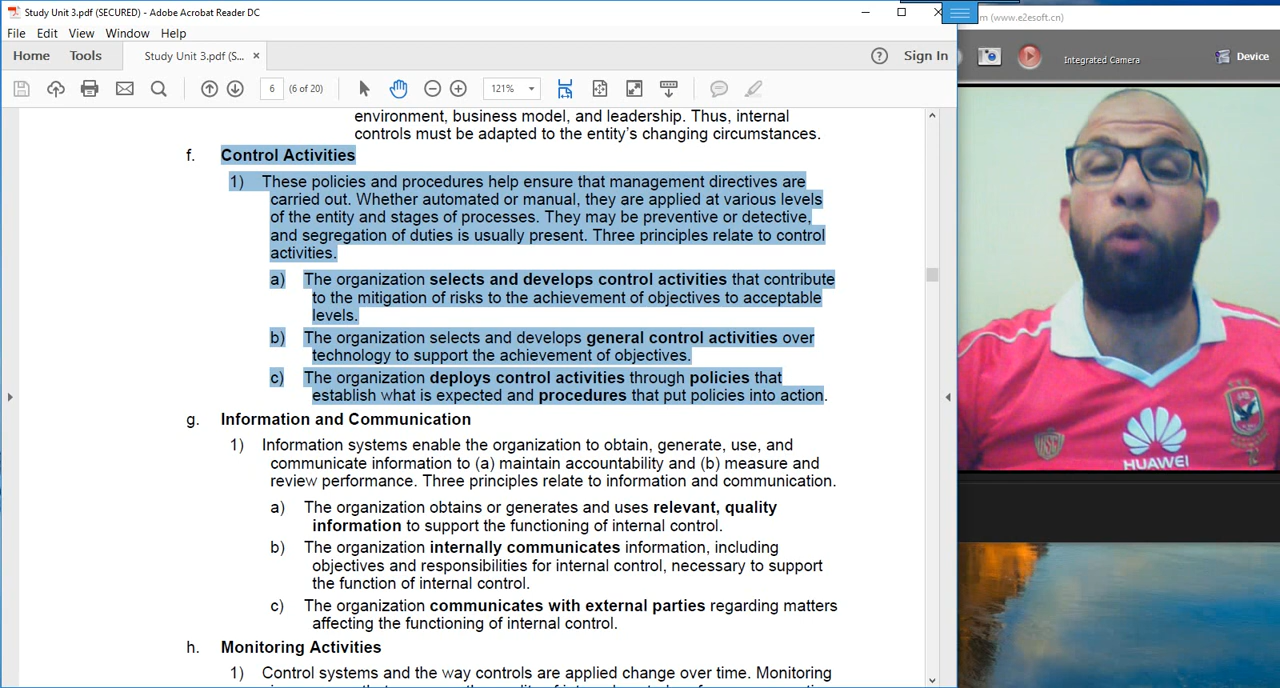 Study Unit 3.pdf (SECURED) - Adobe Acrobat Reader DC
m (www.e2esoft.cn)
File Edit View Window Help
Home Tools Study Unit 3.pdf (S... × Sign In
Integrated Camera Device
6 (6 of 20) 121%
environment, business model, and leadership. Thus, internal
controls must be adapted to the entity's changing circumstances.
f. Control Activities
1) These policies and procedures help ensure that management directives are
carried out. Whether automated or manual, they are applied at various levels
of the entity and stages of processes. They may be preventive or detective,
and segregation of duties is usually present. Three principles relate to control
activities.
a) The organization selects and develops control activities that contribute
to the mitigation of risks to the achievement of objectives to acceptable
levels.
b) The organization selects and develops general control activities over
technology to support the achievement of objectives.
c) The organization deploys control activities through policies that
establish what is expected and procedures that put policies into action.
g. Information and Communication
1) Information systems enable the organization to obtain, generate, use, and
communicate information to (a) maintain accountability and (b) measure and
review performance. Three principles relate to information and communication.
a) The organization obtains or generates and uses relevant, quality
information to support the functioning of internal control.
b) The organization internally communicates information, including
objectives and responsibilities for internal control, necessary to support
the function of internal control.
c) The organization communicates with external parties regarding matters
affecting the functioning of internal control.
h. Monitoring Activities
1) Control systems and the way controls are applied change over time. Monitoring
HUAWEI